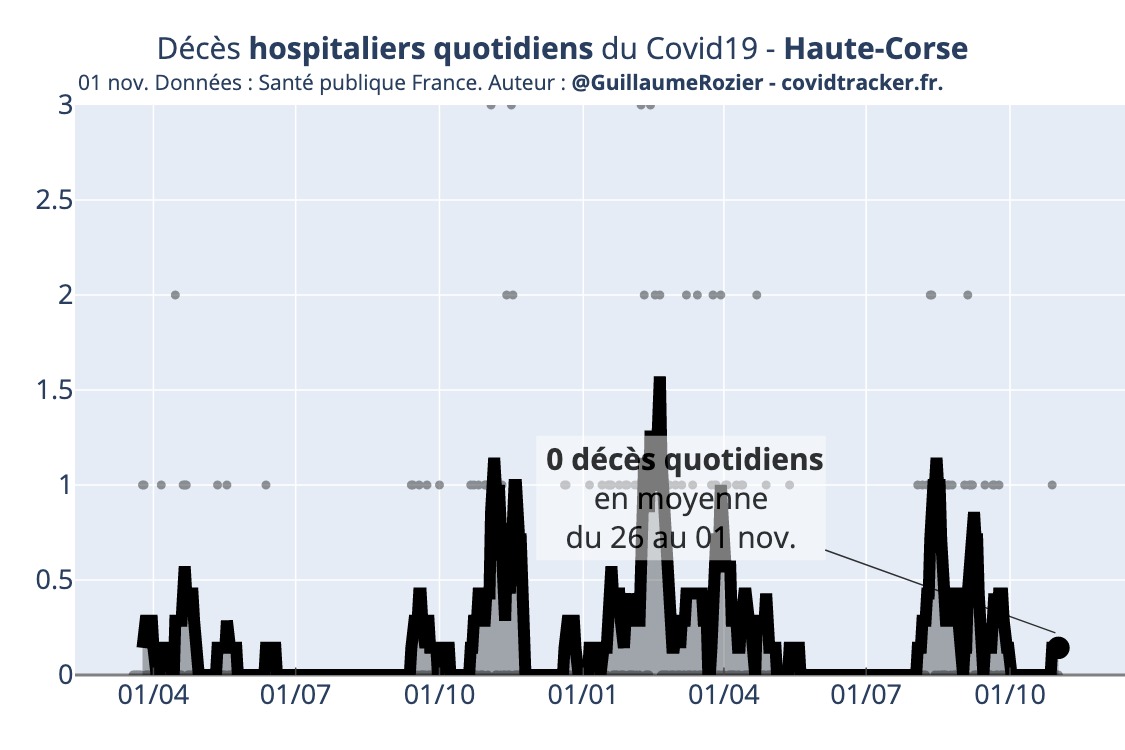 Décès hospitaliers quotidiens du Covid19 - Haute-Corse
01 nov. Données : Santé publique France. Auteur : @GuillaumeRozier - covidtracker.fr.
3
2.5
2
1.5
1
0.5
0
0 décès quotidiens
en moyenne
du 26 au 01 nov.
01/04 01/07 01/10 01/01 01/04 01/07 01/10